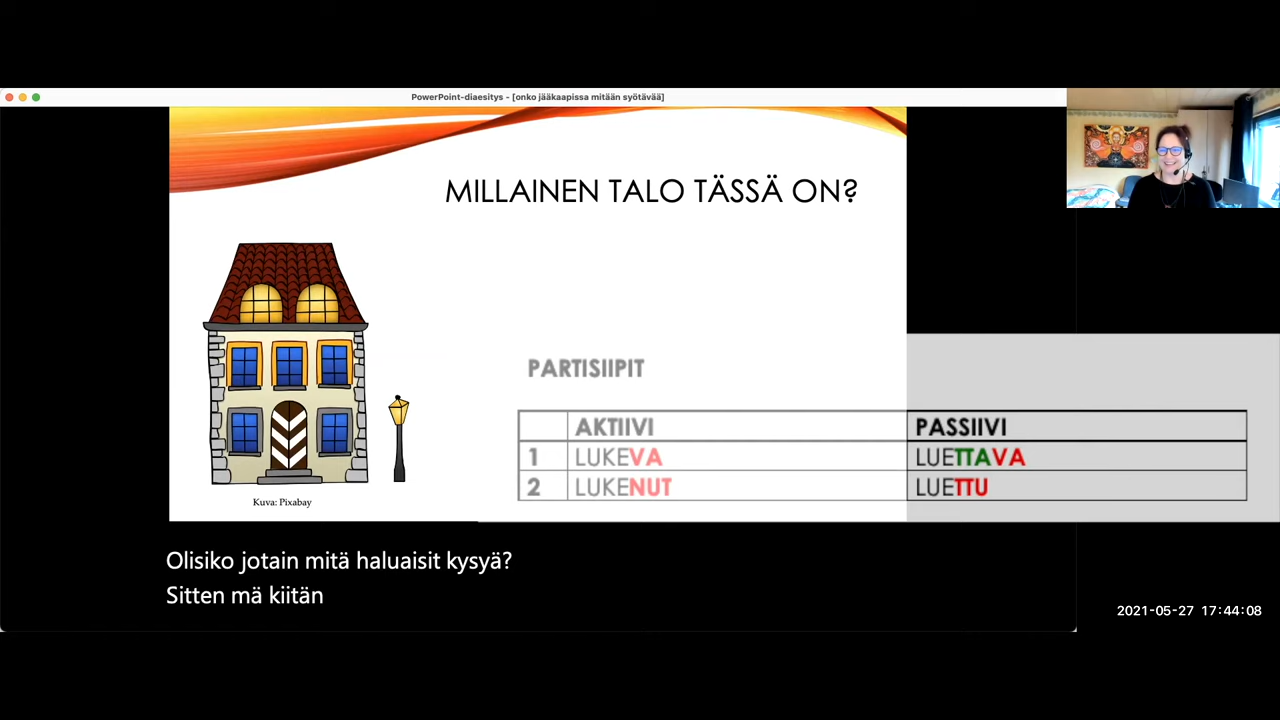 PowerPoint-diaesitys - [onko jääkaapissa mitään syötävää]
MILLAINEN TALO TÄSSÄ ON?
PARTISIIPIT
AKTIIVI PASSIIVI
1 LUKEVA LUETTAVA
2 LUKENUT LUETTU
Kuva: Pixabay
Olisiko jotain mitä haluaisit kysyä?
Sitten mä kiitän
2021-05-27 17:44:08